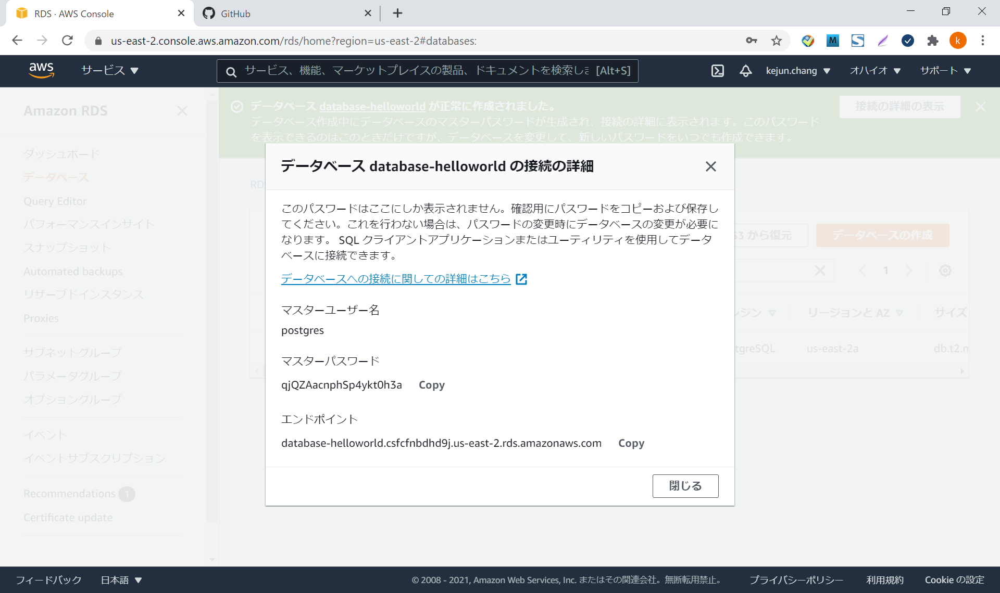 RDS · AWS Console
GitHub
us-east-2.console.aws.amazon.com/rds/home?region=us-east-2#databases:
M
S
k
aws
サービス
サービス、機能、マーケットプレイスの製品、ドキュメントを検索しま [Alt+S]
kejun.chang
オハイオ
サポート
Amazon RDS
ダッシュボード
データベース
Query Editor
パフォーマンスインサイト
スナップショット
Automated backups
リザーブドインスタンス
Proxies
サブネットグループ
パラメータグループ
オプショングループ
イベント
イベントサブスクリプション
Recommendations 1
Certificate update
データベース database-helloworld が正常に作成されました。
データベース作成中にデータベースのマスターパスワードが生成され、接続の詳細に表示されます。このパスワード
を表示できるのはこのときだけですが、データベースを変更して、新しいパスワードをいつでも作成できます。
接続の詳細の表示
RD
S3 から復元
データベースの作成
1
ンジン
リージョンと AZ
サイズ
tgreSQL
us-east-2a
db.t2.m
データベース database-helloworld の接続の詳細
このパスワードはここにしか表示されません。確認用にパスワードをコピーおよび保存し
てください。これを行わない場合は、パスワードの変更時にデータベースの変更が必要に
なります。 SQL クライアントアプリケーションまたはユーティリティを使用してデータ
ベースに接続できます。
データベースへの接続に関しての詳細はこちら
マスターユーザー名
postgres
マスターパスワード
qjQZAacnphSp4ykt0h3a Copy
エンドポイント
database-helloworld.csfcfnbdhd9j.us-east-2.rds.amazonaws.com Copy
閉じる
フィードバック
日本語
© 2008 - 2021, Amazon Web Services, Inc. またはその関連会社。無断転用禁止。
プライバシーポリシー
利用規約
Cookie の設定